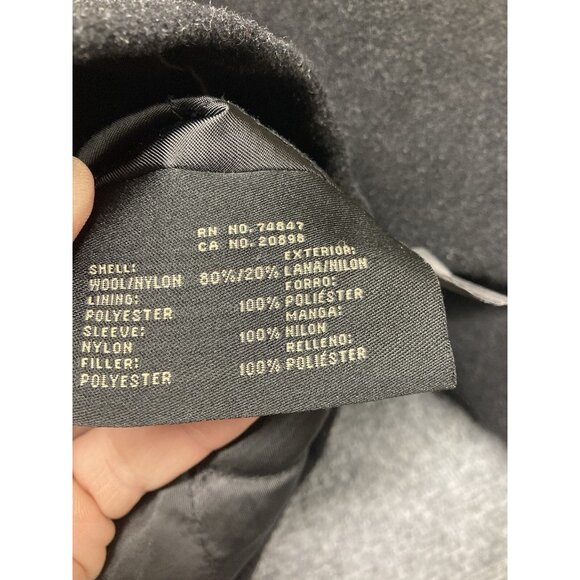 RN NO. 74847
CA NO. 20898
SHELL: EXTERIOR:
WOOL/NYLON 80%/20% LANA/NILON
LINING: FORRO:
POLYESTER 100% POLIÉSTER
SLEEVE: MANGA:
NYLON 100% NILON
FILLER: RELLENO:
POLYESTER 100% POLIÉSTER